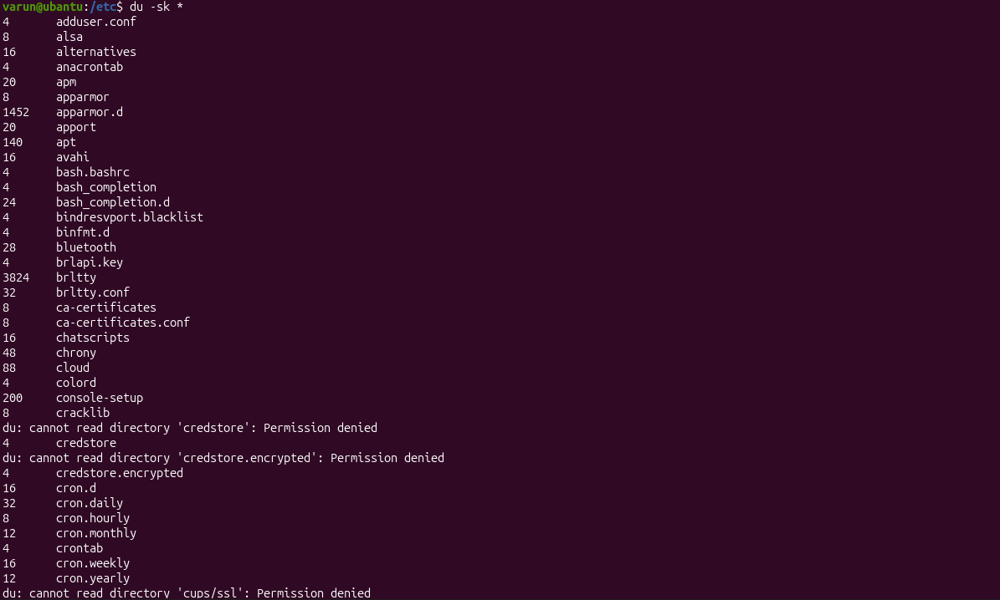 varun@ubantu:/etc$ du -sk *
4       adduser.conf
8       alsa
16      alternatives
4       anacrontab
20      apm
8       apparmor
1452    apparmor.d
20      apport
140     apt
16      avahi
4       bash.bashrc
4       bash_completion
24      bash_completion.d
4       bindresvport.blacklist
4       binfmt.d
28      bluetooth
4       brlapi.key
3824    brltty
32      brltty.conf
8       ca-certificates
8       ca-certificates.conf
16      chatscripts
48      chrony
88      cloud
4       colord
200     console-setup
8       cracklib
du: cannot read directory 'credstore': Permission denied
4       credstore
du: cannot read directory 'credstore.encrypted': Permission denied
4       credstore.encrypted
16      cron.d
32      cron.daily
8       cron.hourly
12      cron.monthly
4       crontab
16      cron.weekly
12      cron.yearly
du: cannot read directory 'cups/ssl': Permission denied